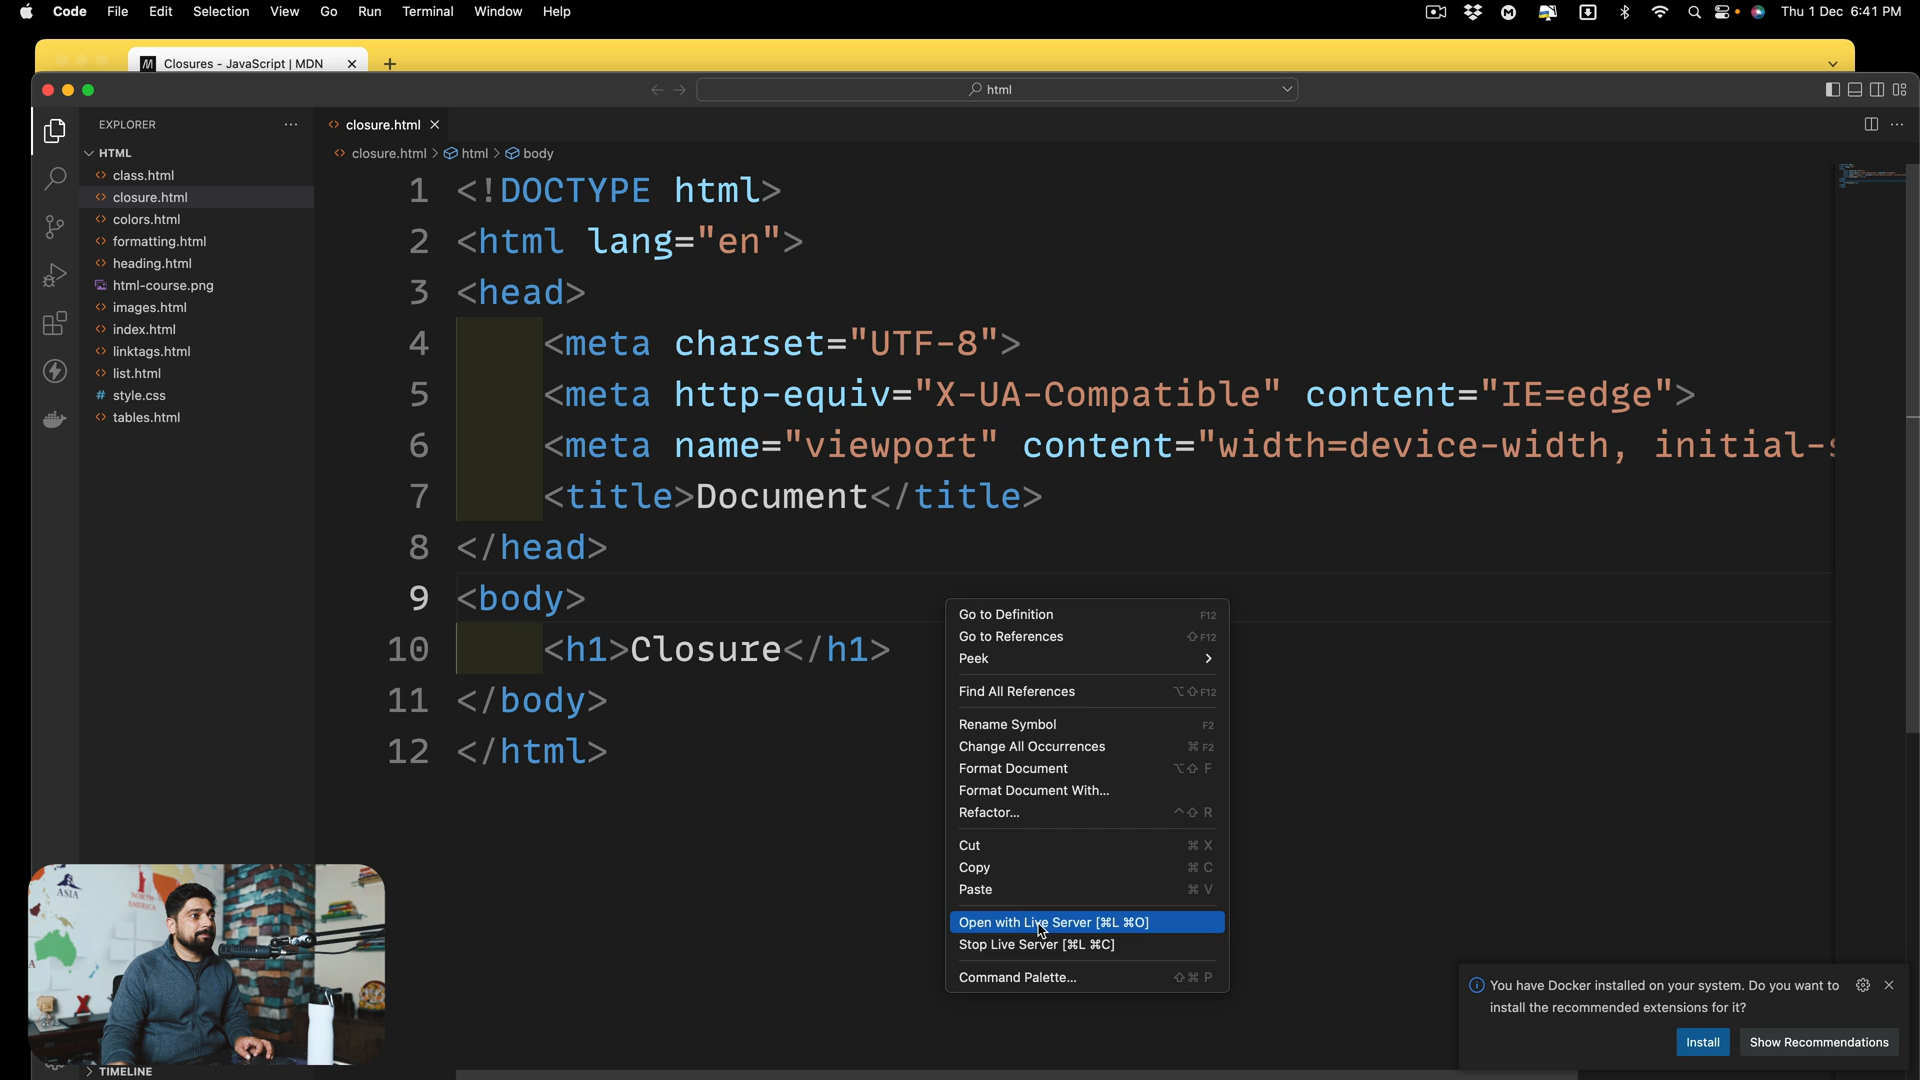 Code File Edit Selection View Go Run Terminal Window Help Thu 1 Dec 6:41 PM
Closures - JavaScript | MDN
html
EXPLORER
closure.html
HTML
closure.html > html > body
class.html
closure.html
colors.html
formatting.html
heading.html
html-course.png
images.html
index.html
linktags.html
list.html
# style.css
tables.html
1 <!DOCTYPE html>
2 <html lang="en">
3 <head>
4 <meta charset="UTF-8">
5 <meta http-equiv="X-UA-Compatible" content="IE=edge">
6 <meta name="viewport" content="width=device-width, initial-s
7 <title>Document</title>
8 </head>
9 <body>
10 <h1>Closure</h1>
11 </body>
12 </html>
Go to Definition F12
Go to References ⇧F12
Peek
Find All References ⌥⇧F12
Rename Symbol F2
Change All Occurrences ⌘F2
Format Document ⌥⇧F
Format Document With...
Refactor... ^⇧R
Cut ⌘X
Copy ⌘C
Paste ⌘V
Open with Live Server [⌘L ⌘O]
Stop Live Server [⌘L ⌘C]
Command Palette... ⇧⌘P
ASIA
NORTH
AMERICA
You have Docker installed on your system. Do you want to
install the recommended extensions for it?
Install Show Recommendations
TIMELINE